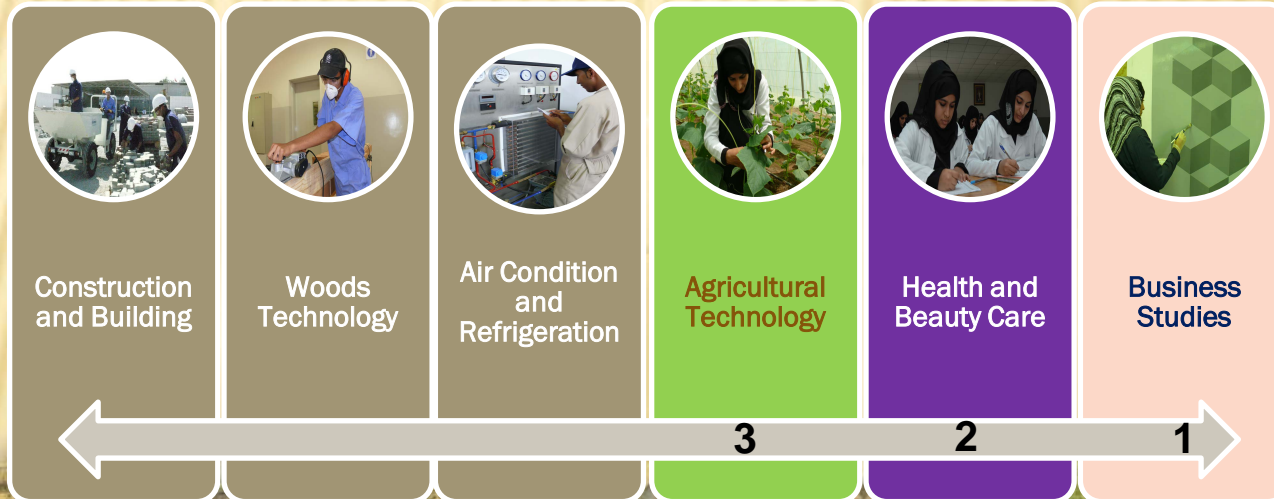 Construction
and Building
Woods
Technology
Air Condition
and
Refrigeration
Agricultural
Technology
Health and
Beauty Care
Business
Studies
3
2
1